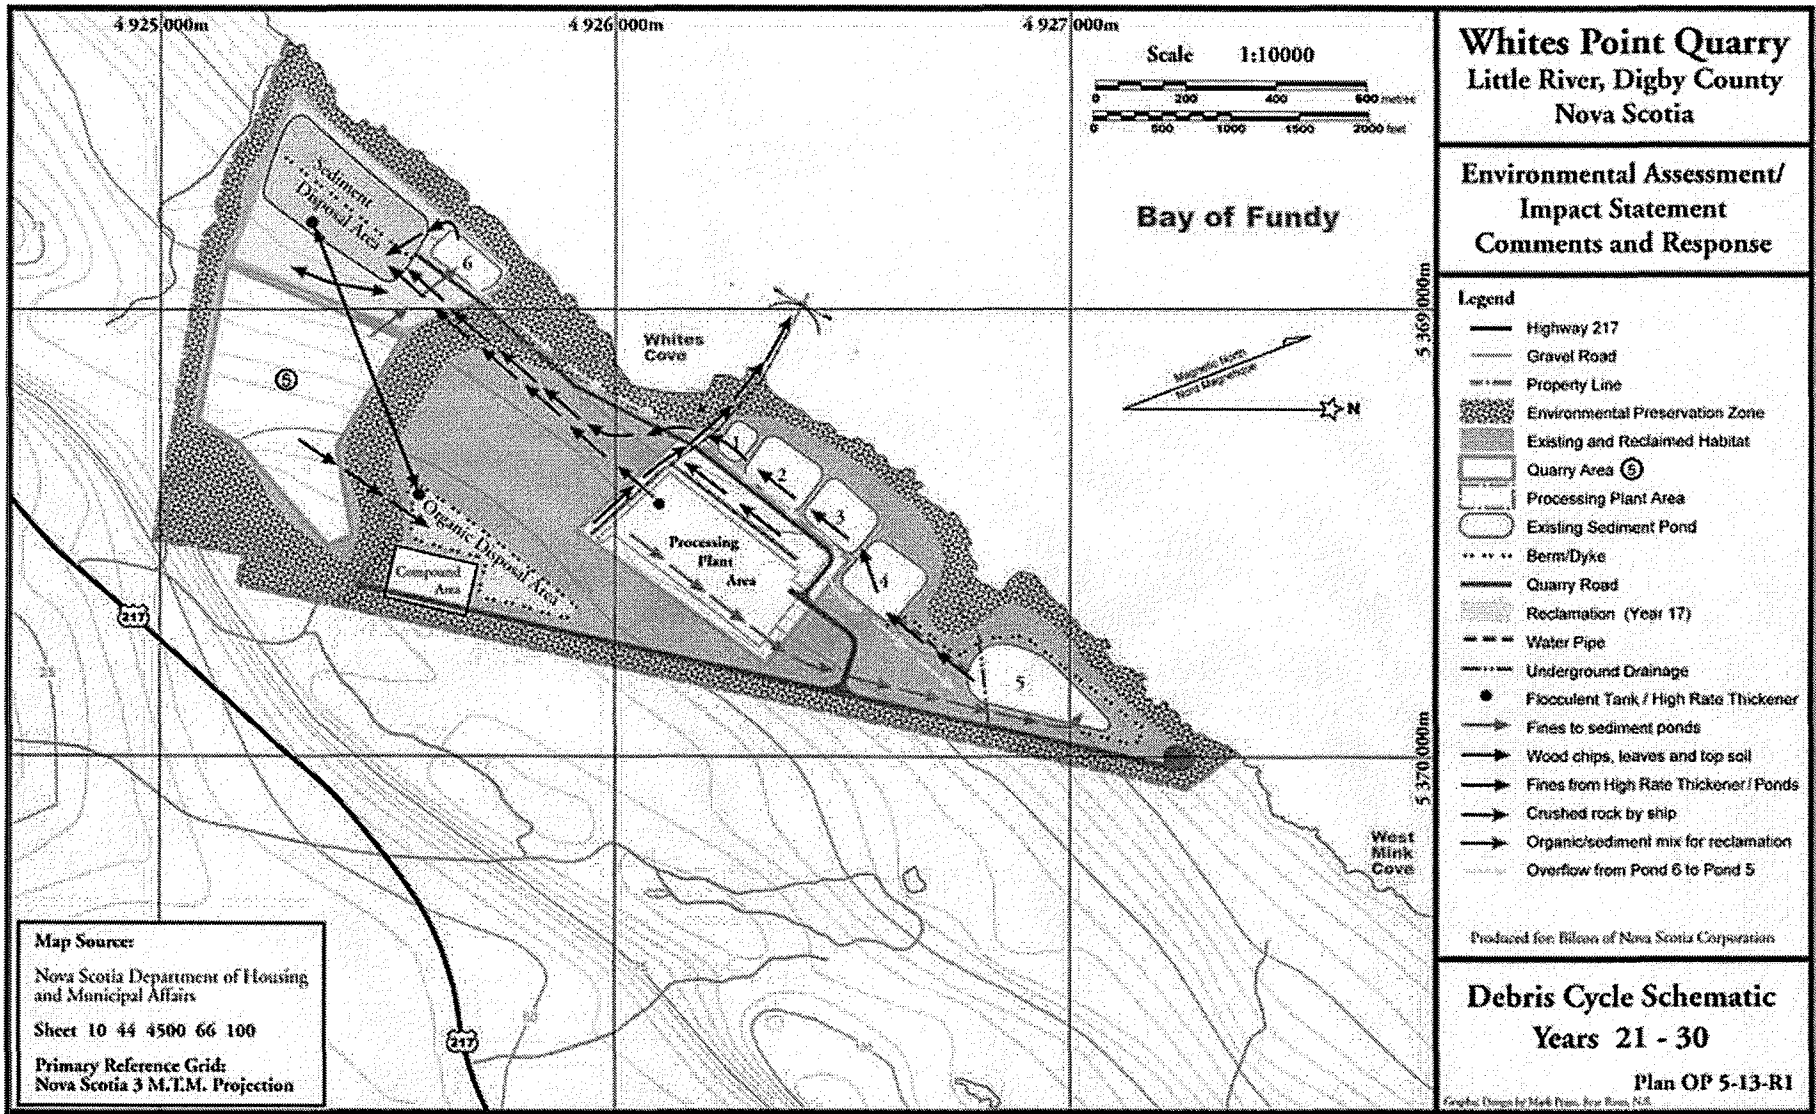 4 925 000m
4 926 000m
4 927 000m
Scale 1:10000
0 200 400 600 metres
0 500 1000 1500 2000 feet
Bay of Fundy
5 369 000m
Whites
Cove
Magnetic North
Nord Magnetique
N
Sediment
Disposal Area
6
5
1
2
3
4
5
Organic Disposal Area
Compound
Area
Processing
Plant
Area
217
217
5 370 000m
West
Mink
Cove
Map Source:
Nova Scotia Department of Housing
and Municipal Affairs
Sheet 10 44 4500 66 100
Primary Reference Grid:
Nova Scotia 3 M.T.M. Projection
Whites Point Quarry
Little River, Digby County
Nova Scotia
Environmental Assessment/
Impact Statement
Comments and Response
Legend
Highway 217
Gravel Road
Property Line
Environmental Preservation Zone
Existing and Reclaimed Habitat
Quarry Area 5
Processing Plant Area
Existing Sediment Pond
Berm/Dyke
Quarry Road
Reclamation (Year 17)
Water Pipe
Underground Drainage
Flocculent Tank / High Rate Thickener
Fines to sediment ponds
Wood chips, leaves and top soil
Fines from High Rate Thickener/Ponds
Crushed rock by ship
Organic/sediment mix for reclamation
Overflow from Pond 6 to Pond 5
Produced for: Bilcon of Nova Scotia Corporation
Debris Cycle Schematic
Years 21 - 30
Plan OP 5-13-R1